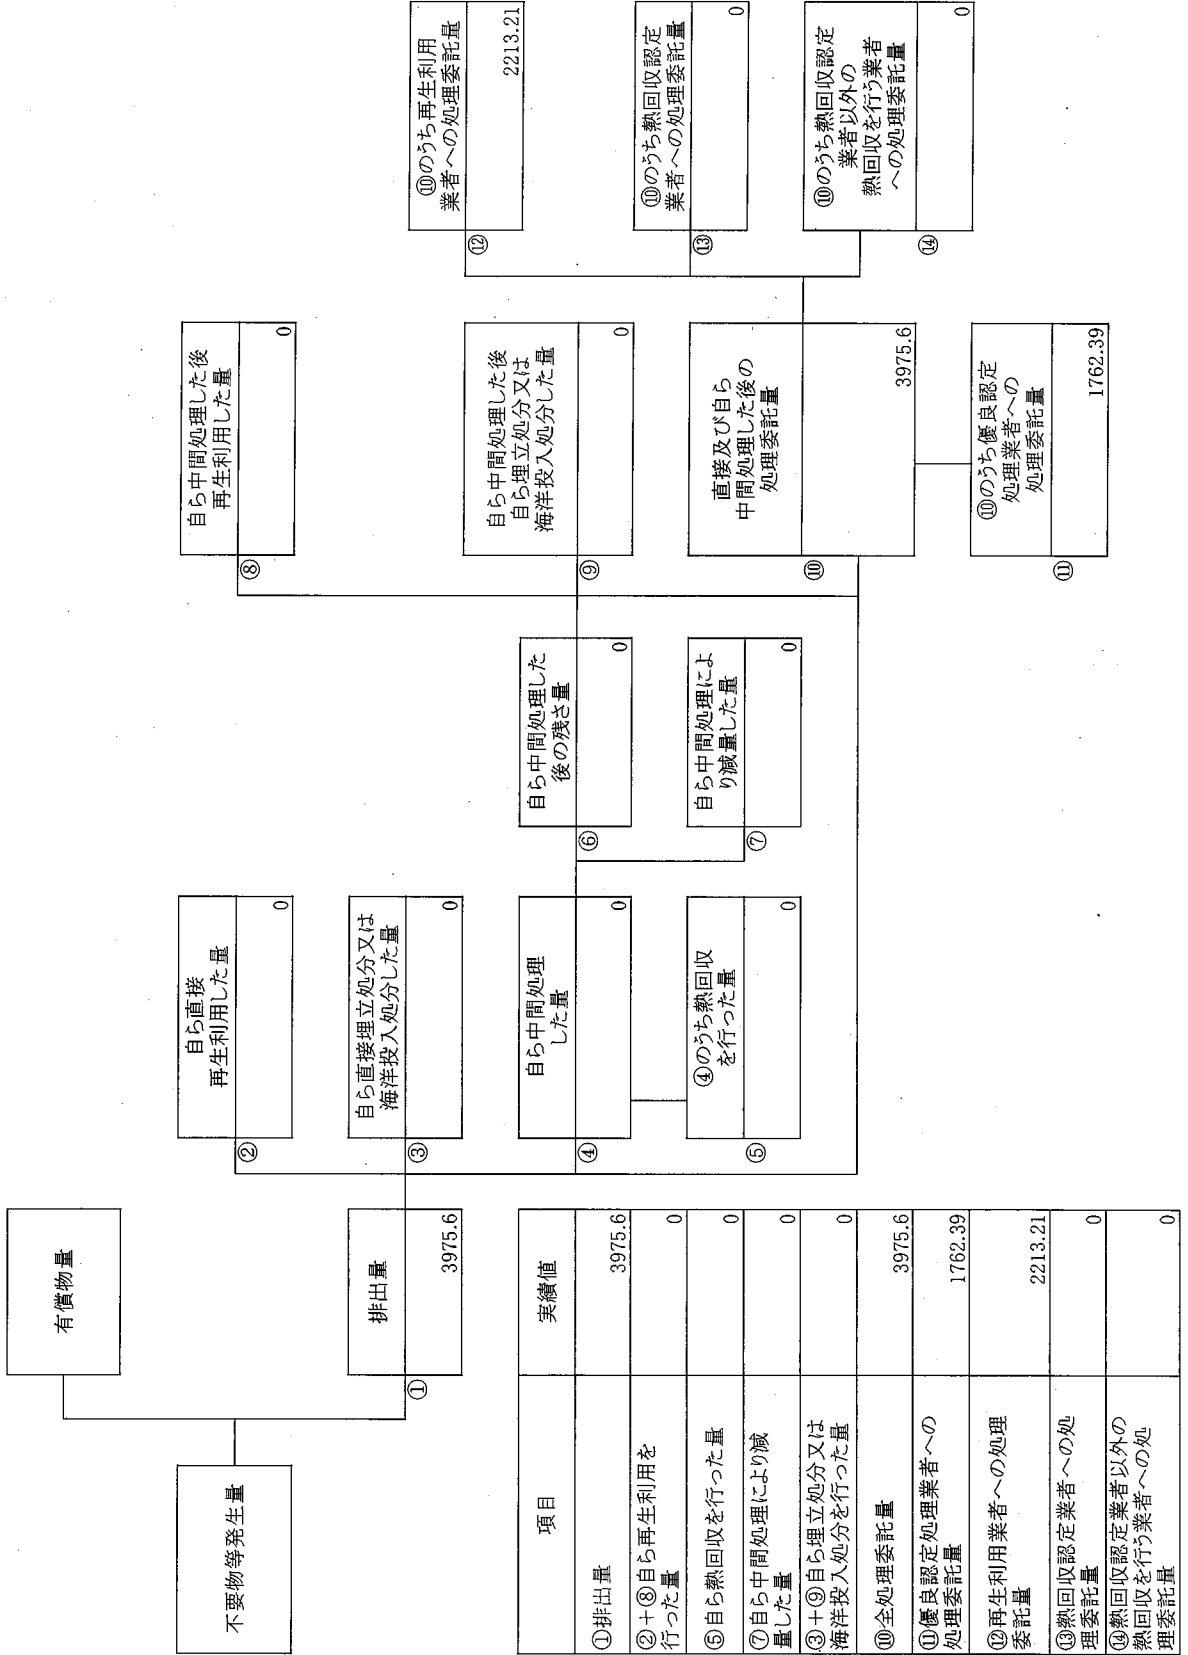 不要物等発生量
有償物量
排出量
①
3975.6
自ら直接
再生利用した量
②
0
自ら直接埋立処分又は
海洋投入処分した量
③
0
自ら中間処理
した量
④
0
④のうち熱回収
を行った量
⑤
0
自ら中間処理した
後の残さ量
⑥
0
自ら中間処理によ
り減量した量
⑦
0
自ら中間処理した後
再生利用した量
⑧
0
自ら中間処理した後
自ら埋立処分又は
海洋投入処分した量
⑨
0
直接及び自ら
中間処理した後の
処理委託量
⑩
3975.6
⑩のうち優良認定
処理業者への
処理委託量
⑪
1762.39
⑩のうち再生利用
業者への処理委託量
⑫
2213.21
⑩のうち熱回収認定
業者への処理委託量
⑬
0
⑩のうち熱回収認定
業者以外の
熱回収を行う業者
への処理委託量
⑭
0
項目 実績値
①排出量 3975.6
②+⑧自ら再生利用を
行った量 0
⑤自ら熱回収を行った量 0
⑦自ら中間処理により減
量した量 0
③+⑨自ら埋立処分又は
海洋投入処分を行った量 0
⑩全処理委託量 3975.6
⑪優良認定処理業者への
処理委託量 1762.39
⑫再生利用業者への処理
委託量 2213.21
⑬熱回収認定業者への処
理委託量 0
⑭熱回収認定業者以外の
熱回収を行う業者への処
理委託量 0